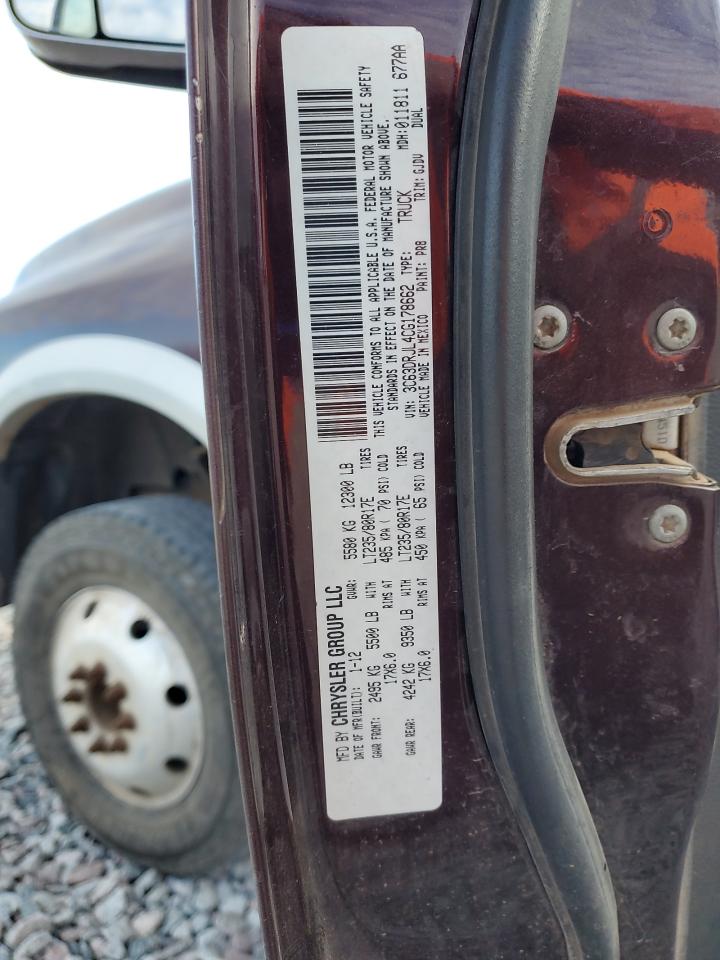 MFD BY CHRYSLER GROUP LLC
DATE OF MFR(BUILT): 1-12 GVWR: 5580 KG 12300 LB
GAWR FRONT: 2495 KG 5500 LB WITH LT235/80R17E TIRES
17X6.0 RIMS AT 485 KPA ( 70 PSI) COLD
GAWR REAR: 4242 KG 9350 LB WITH LT235/80R17E TIRES
17X6.0 RIMS AT 450 KPA ( 65 PSI) COLD
THIS VEHICLE CONFORMS TO ALL APPLICABLE U.S.A. FEDERAL MOTOR VEHICLE SAFETY
STANDARDS IN EFFECT ON THE DATE OF MANUFACTURE SHOWN ABOVE.
VIN: 3C63DRJL4CG178662 TYPE: TRUCK MDH:011811 677AA
VEHICLE MADE IN MEXICO PAINT: PR8 TRIM: GJDV DUAL